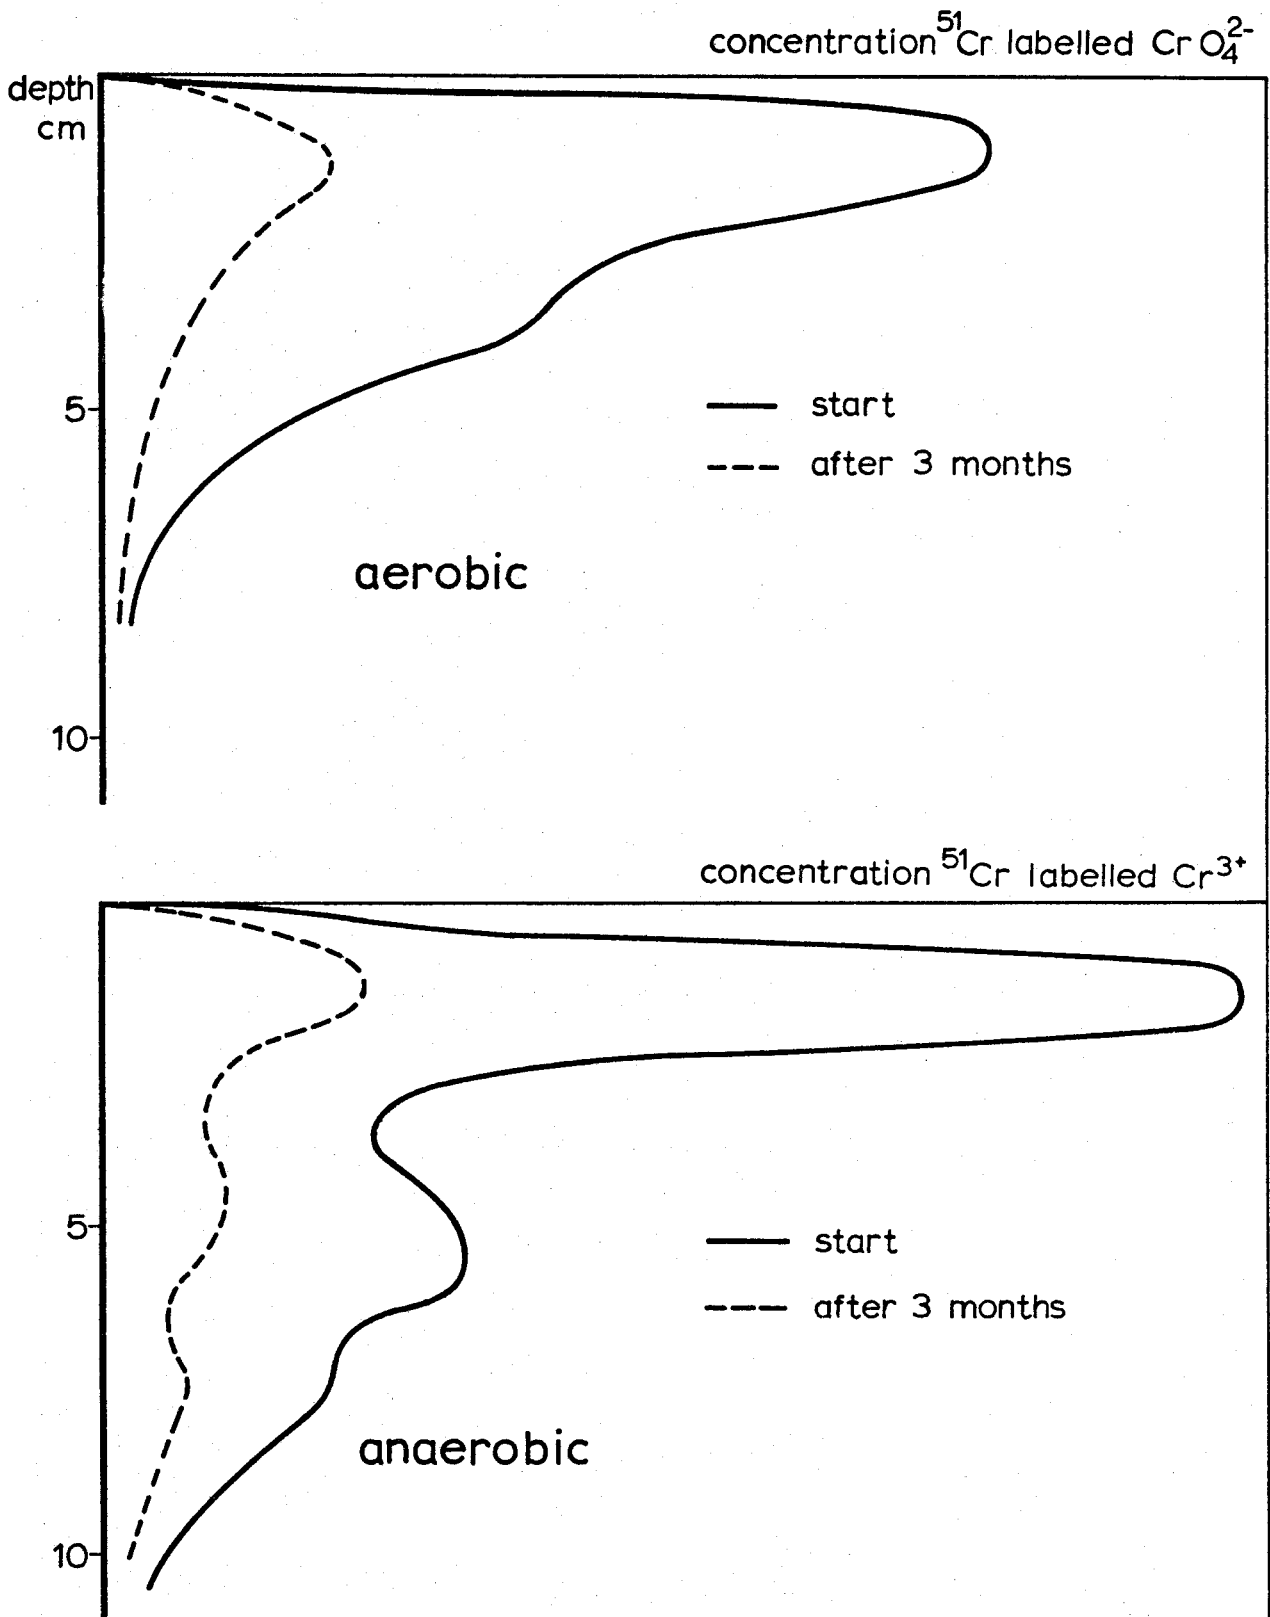 concentration ⁵¹Cr labelled CrO₄²⁻
depth
cm
5
start
after 3 months
aerobic
10
concentration ⁵¹Cr labelled Cr³⁺
5
start
after 3 months
anaerobic
10